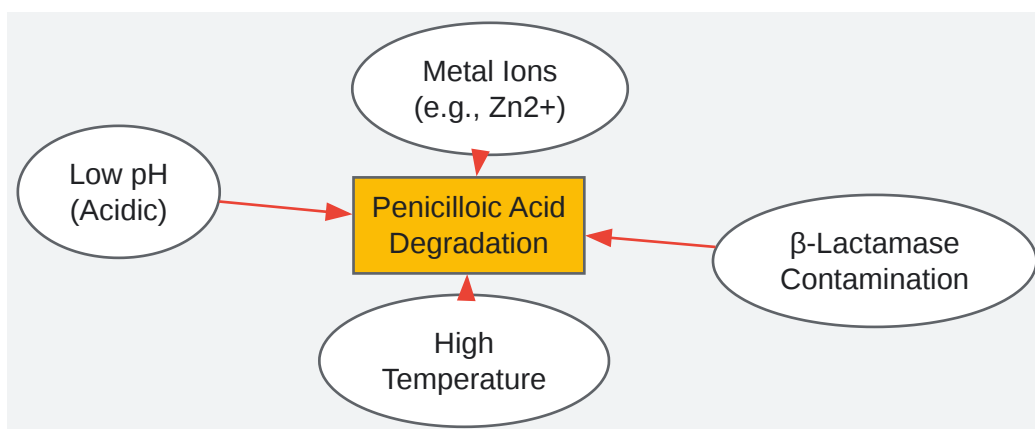 Metal Ions
(e.g., Zn2+)
Low pH
(Acidic)
Penicilloic Acid
Degradation
β-Lactamase
Contamination
High
Temperature